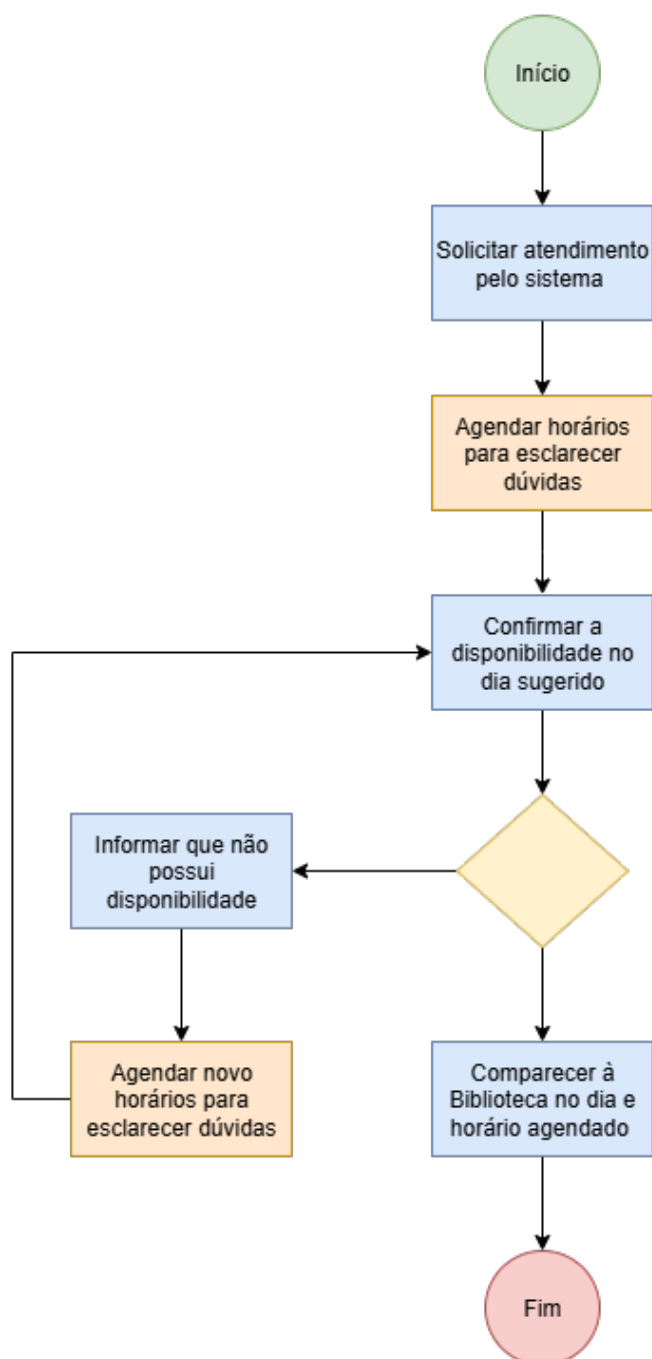 Início
Solicitar atendimento
pelo sistema
Agendar horários
para esclarecer
dúvidas
Confirmar a
disponibilidade no
dia sugerido
Informar que não
possui
disponibilidade
Agendar novo
horários para
esclarecer dúvidas
Comparecer à
Biblioteca no dia e
horário agendado
Fim